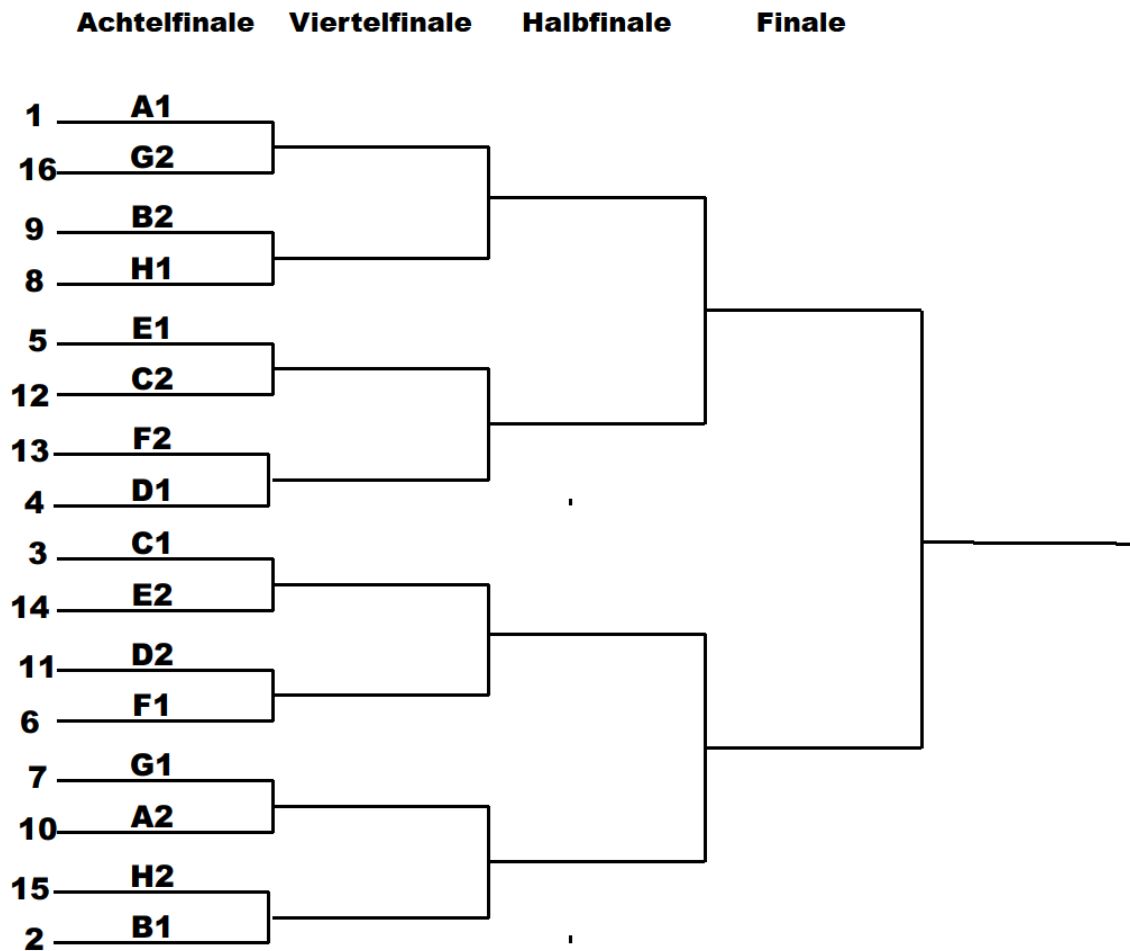 Achtelfinale Viertelfinale Halbfinale Finale
1 A1
16 G2
9 B2
8 H1
5 E1
12 C2
13 F2
4 D1
3 C1
14 E2
11 D2
6 F1
7 G1
10 A2
15 H2
2 B1